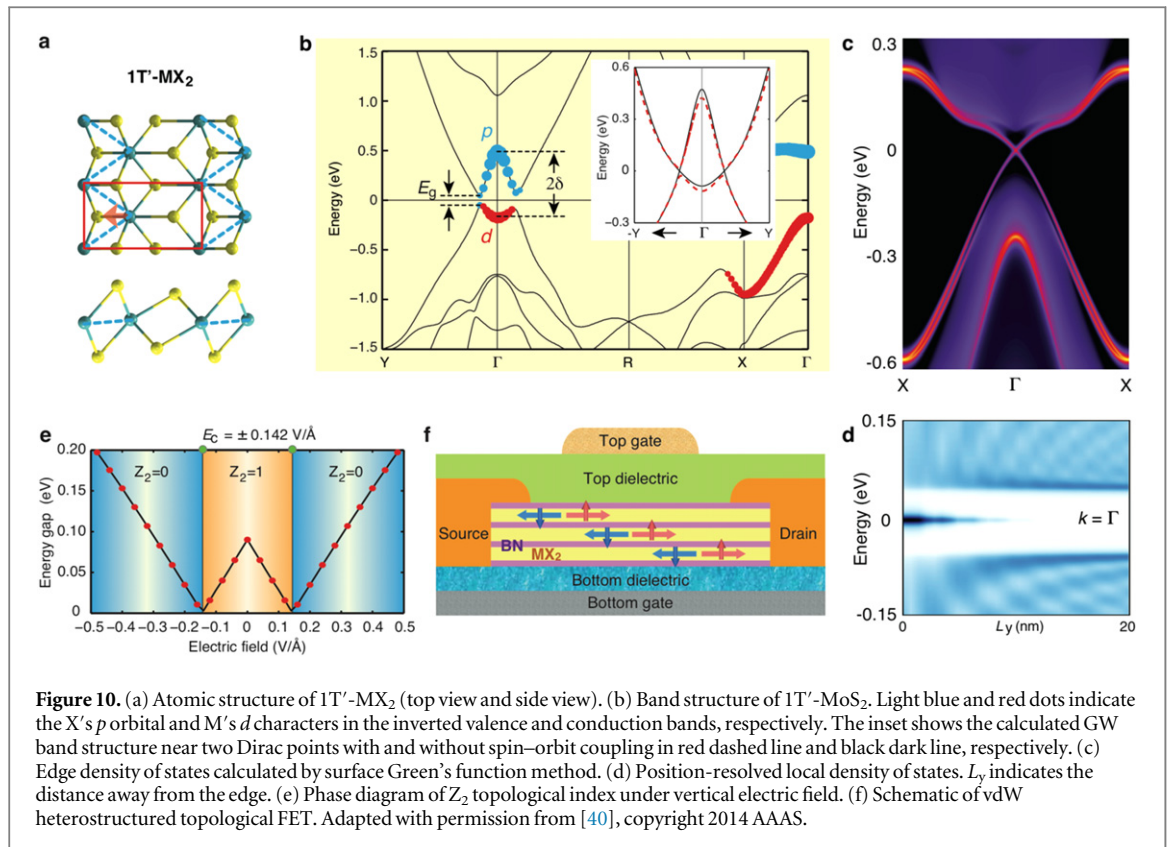 a
1T'-MX₂
b
1.5
1.0
0.5
0
−0.5
−1.0
−1.5
Energy (eV)
Y
Γ
R
X
Γ
p
d
E_g
2δ
0.6
0.4
0.2
0
−0.3
Energy (eV)
-Y
Γ
Y
c
0.3
0
-0.3
-0.6
Energy (eV)
X
Γ
X
e
E_c = ± 0.142 V/Å
0.20
0.15
0.10
0.05
0
Energy gap (eV)
Z₂=0
Z₂=1
Z₂=0
−0.5 −0.4 −0.3 −0.2 −0.1 0 0.1 0.2 0.3 0.4 0.5
Electric field (V/Å)
f
Top gate
Top dielectric
Source
Drain
BN
MX₂
Bottom dielectric
Bottom gate
d
0.15
0
-0.15
Energy (eV)
k = Γ
0
L_y (nm)
20
Figure 10. (a) Atomic structure of 1T′-MX₂ (top view and side view). (b) Band structure of 1T′-MoS₂. Light blue and red dots indicate
the X's p orbital and M's d characters in the inverted valence and conduction bands, respectively. The inset shows the calculated GW
band structure near two Dirac points with and without spin–orbit coupling in red dashed line and black dark line, respectively. (c)
Edge density of states calculated by surface Green's function method. (d) Position-resolved local density of states. L_y indicates the
distance away from the edge. (e) Phase diagram of Z₂ topological index under vertical electric field. (f) Schematic of vdW
heterostructured topological FET. Adapted with permission from [40], copyright 2014 AAAS.